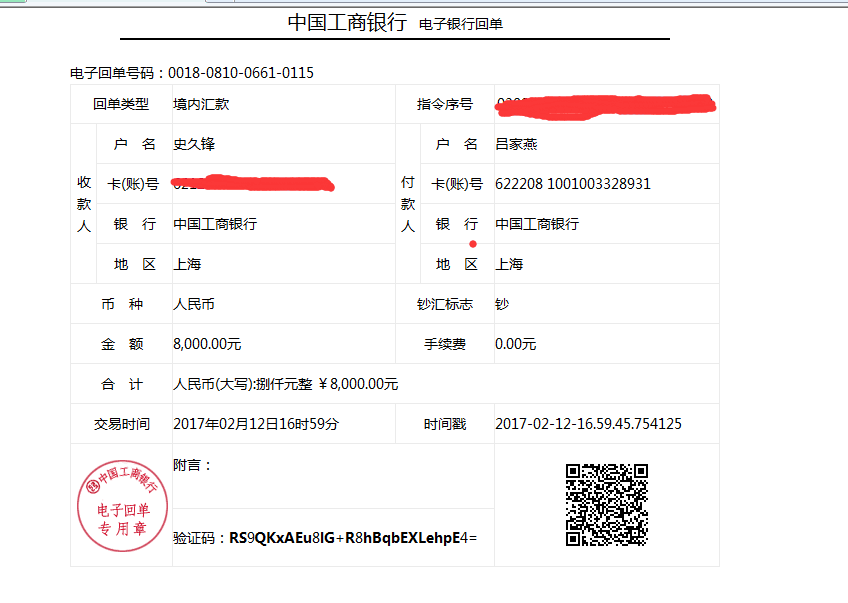 中国工商银行 电子银行回单
电子回单号码：0018-0810-0661-0115
回单类型 境内汇款 指令序号
收款人 付款人
户 名 史久锋 户 名 吕家燕
卡(账)号 卡(账)号 622208 1001003328931
银 行 中国工商银行 银 行 中国工商银行
地 区 上海 地 区 上海
币 种 人民币 钞汇标志 钞
金 额 8,000.00元 手续费 0.00元
合 计 人民币(大写):捌仟元整 ￥8,000.00元
交易时间 2017年02月12日16时59分 时间戳 2017-02-12-16.59.45.754125
中国工商银行
电子回单
专用章
附言：
验证码：RS9QKxAEu8IG+R8hBqbEXLehpE4=